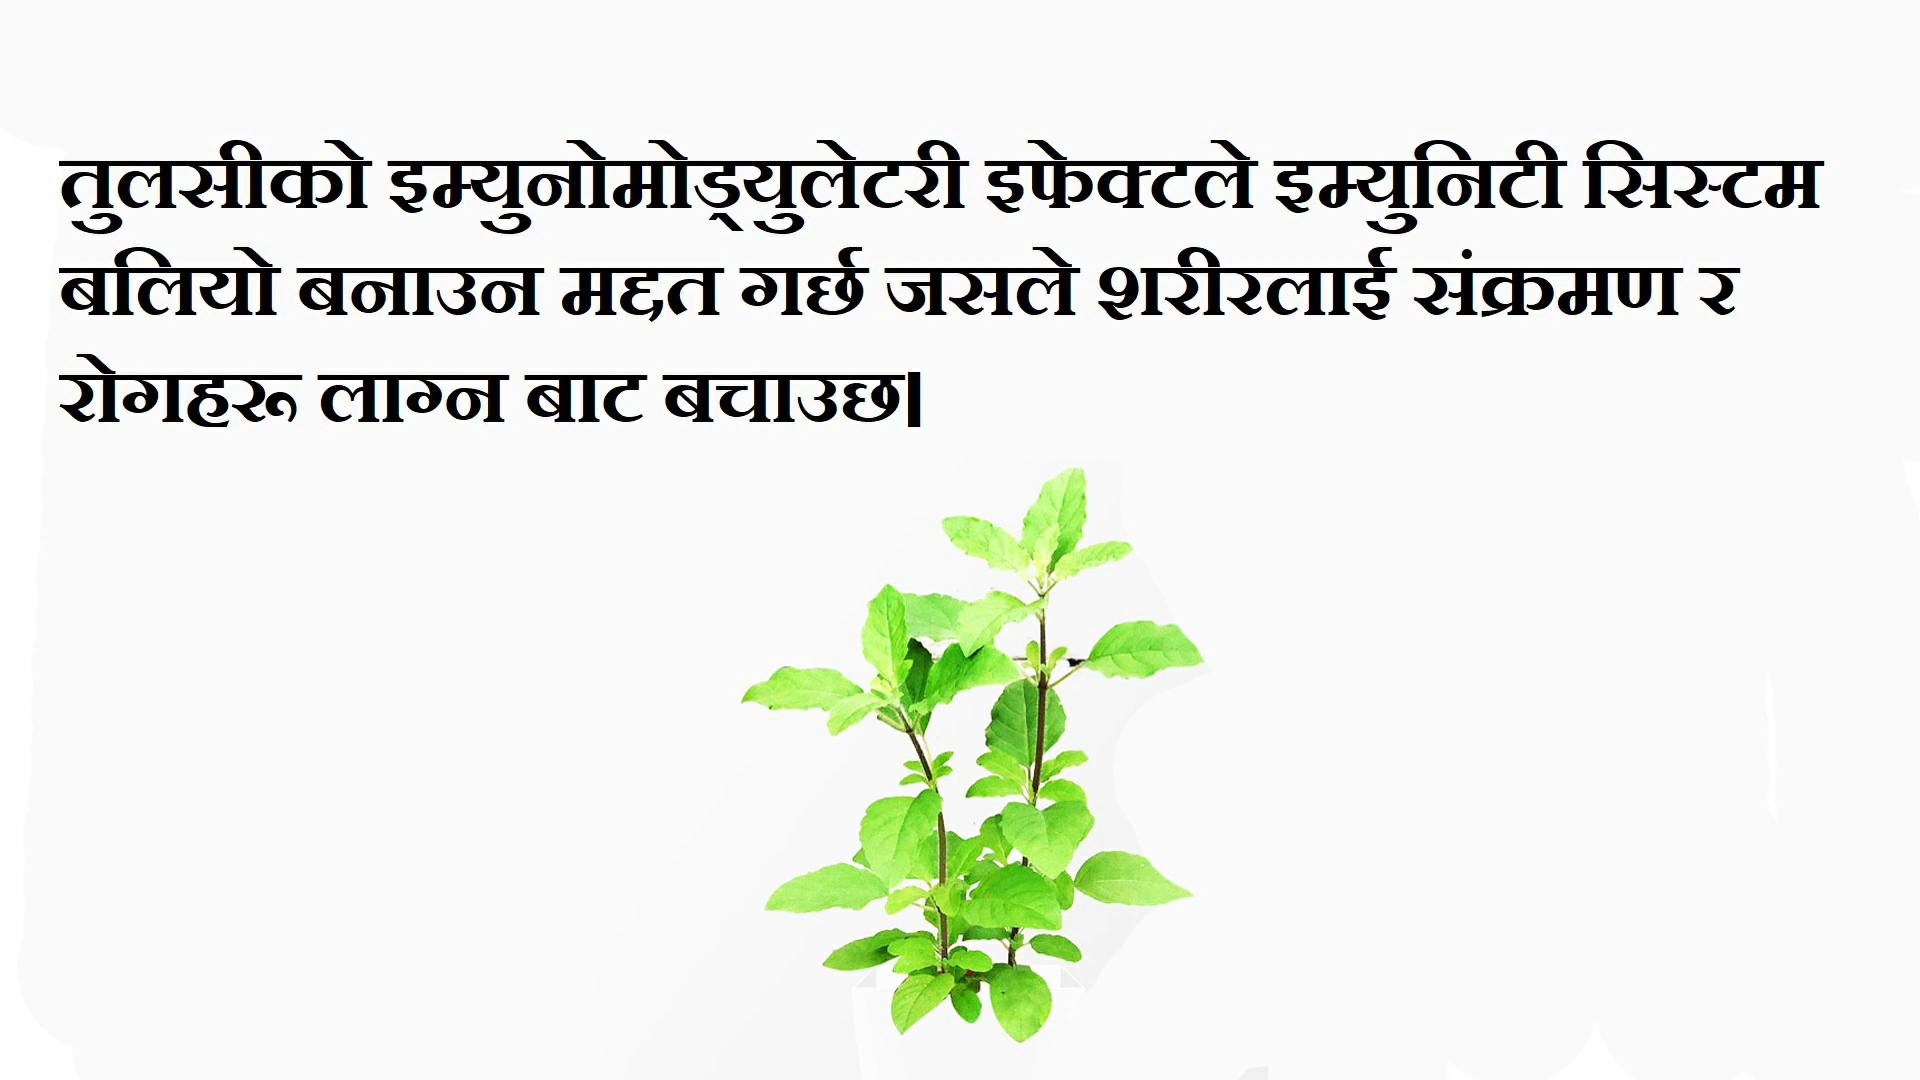 तुलसीको इम्युनोमोड्युलेटरी इफेक्टले इम्युनिटी सिस्टम
बलियो बनाउन मद्दत गर्छ जसले शरीरलाई संक्रमण र
रोगहरू लाग्न बाट बचाउछ।